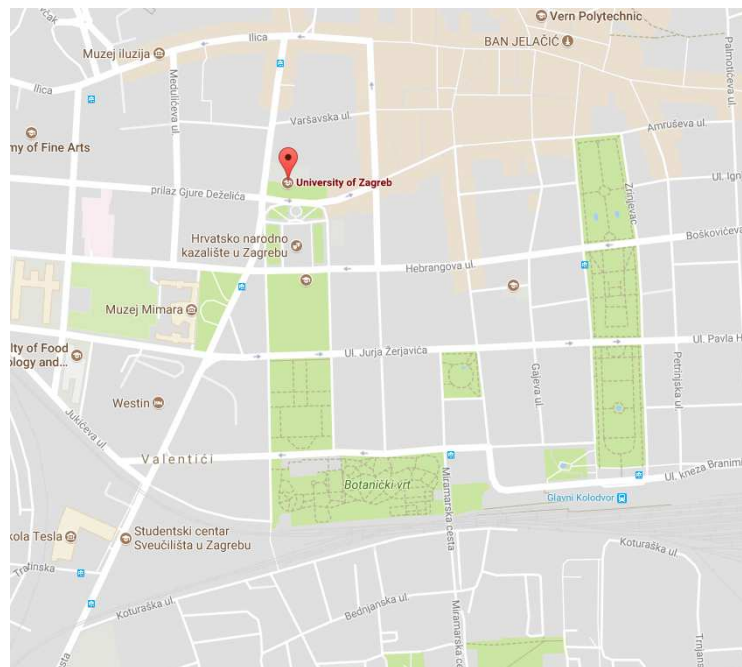 Vern Polytechnic
Ilica
BAN JELAČIĆ
Muzej iluzija
Palmotićeva ul.
Ilica
Medulićeva ul.
Varšavska ul.
Amruševa ul.
my of Fine Arts
University of Zagreb
Ul. Ign
prilaz Gjure Deželića
Zrinjevac
Hrvatsko narodno
kazalište u Zagrebu
Boškovićeva
Hebrangova ul.
Muzej Mimara
Ul. Pavla H
lty of Food
ology and...
Ul. Jurja Žerjavića
Gajeva ul.
Petrinjska ul.
Westin
Jukićeva ul.
Valentići
Botanički vrt
Miramarska cesta
Ul. kneza Branimi
Glavni Kolodvor
kola Tesla
Studentski centar
Sveučilišta u Zagrebu
Koturaška ul.
Tratinska
Koturaška ul.
Bednjanska ul.
Miramarska ce
Trnjans
sta